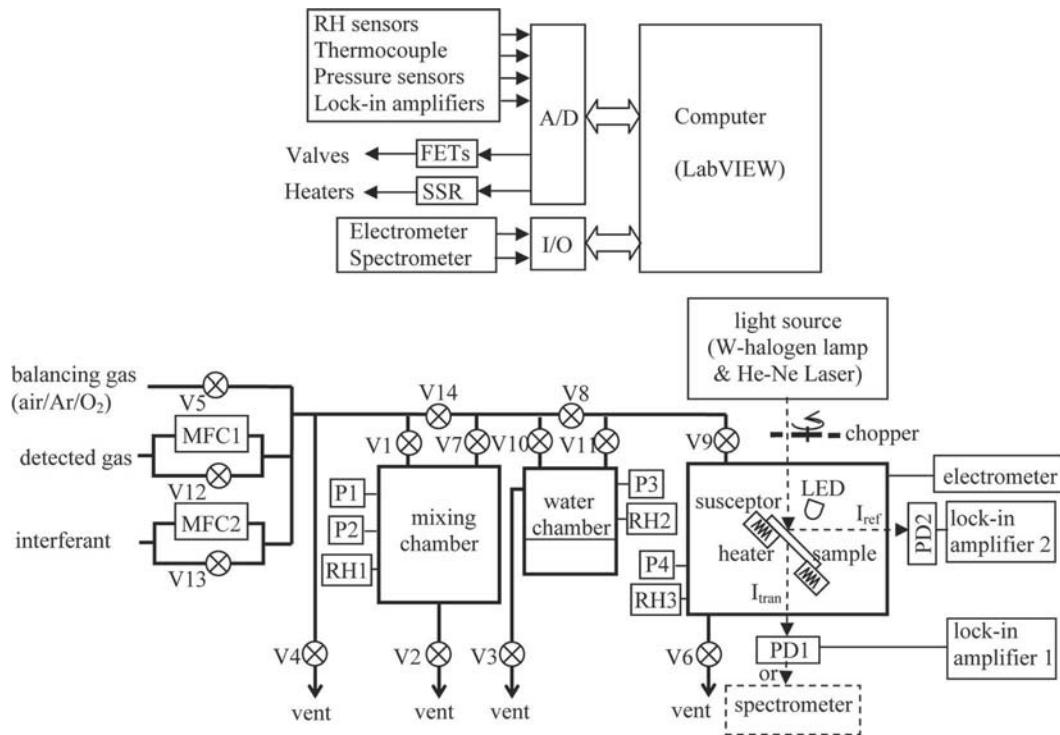 RH sensors
Thermocouple
Pressure sensors
Lock-in amplifiers
A/D
Computer
(LabVIEW)
Valves
FETs
Heaters
SSR
Electrometer
Spectrometer
I/O
light source
(W-halogen lamp
& He-Ne Laser)
balancing gas
(air/Ar/O₂)
V5
V14
V8
chopper
MFC1
V1
V7
V10
V11
V9
detected gas
V12
electrometer
MFC2
P1
P2
RH1
mixing
chamber
water
chamber
P3
RH2
susceptor
LED
I_ref
PD2
lock-in
amplifier 2
interferant
V13
heater
sample
P4
RH3
I_tran
V4
V2
V3
V6
PD1
lock-in
amplifier 1
or
vent
vent
vent
vent
spectrometer